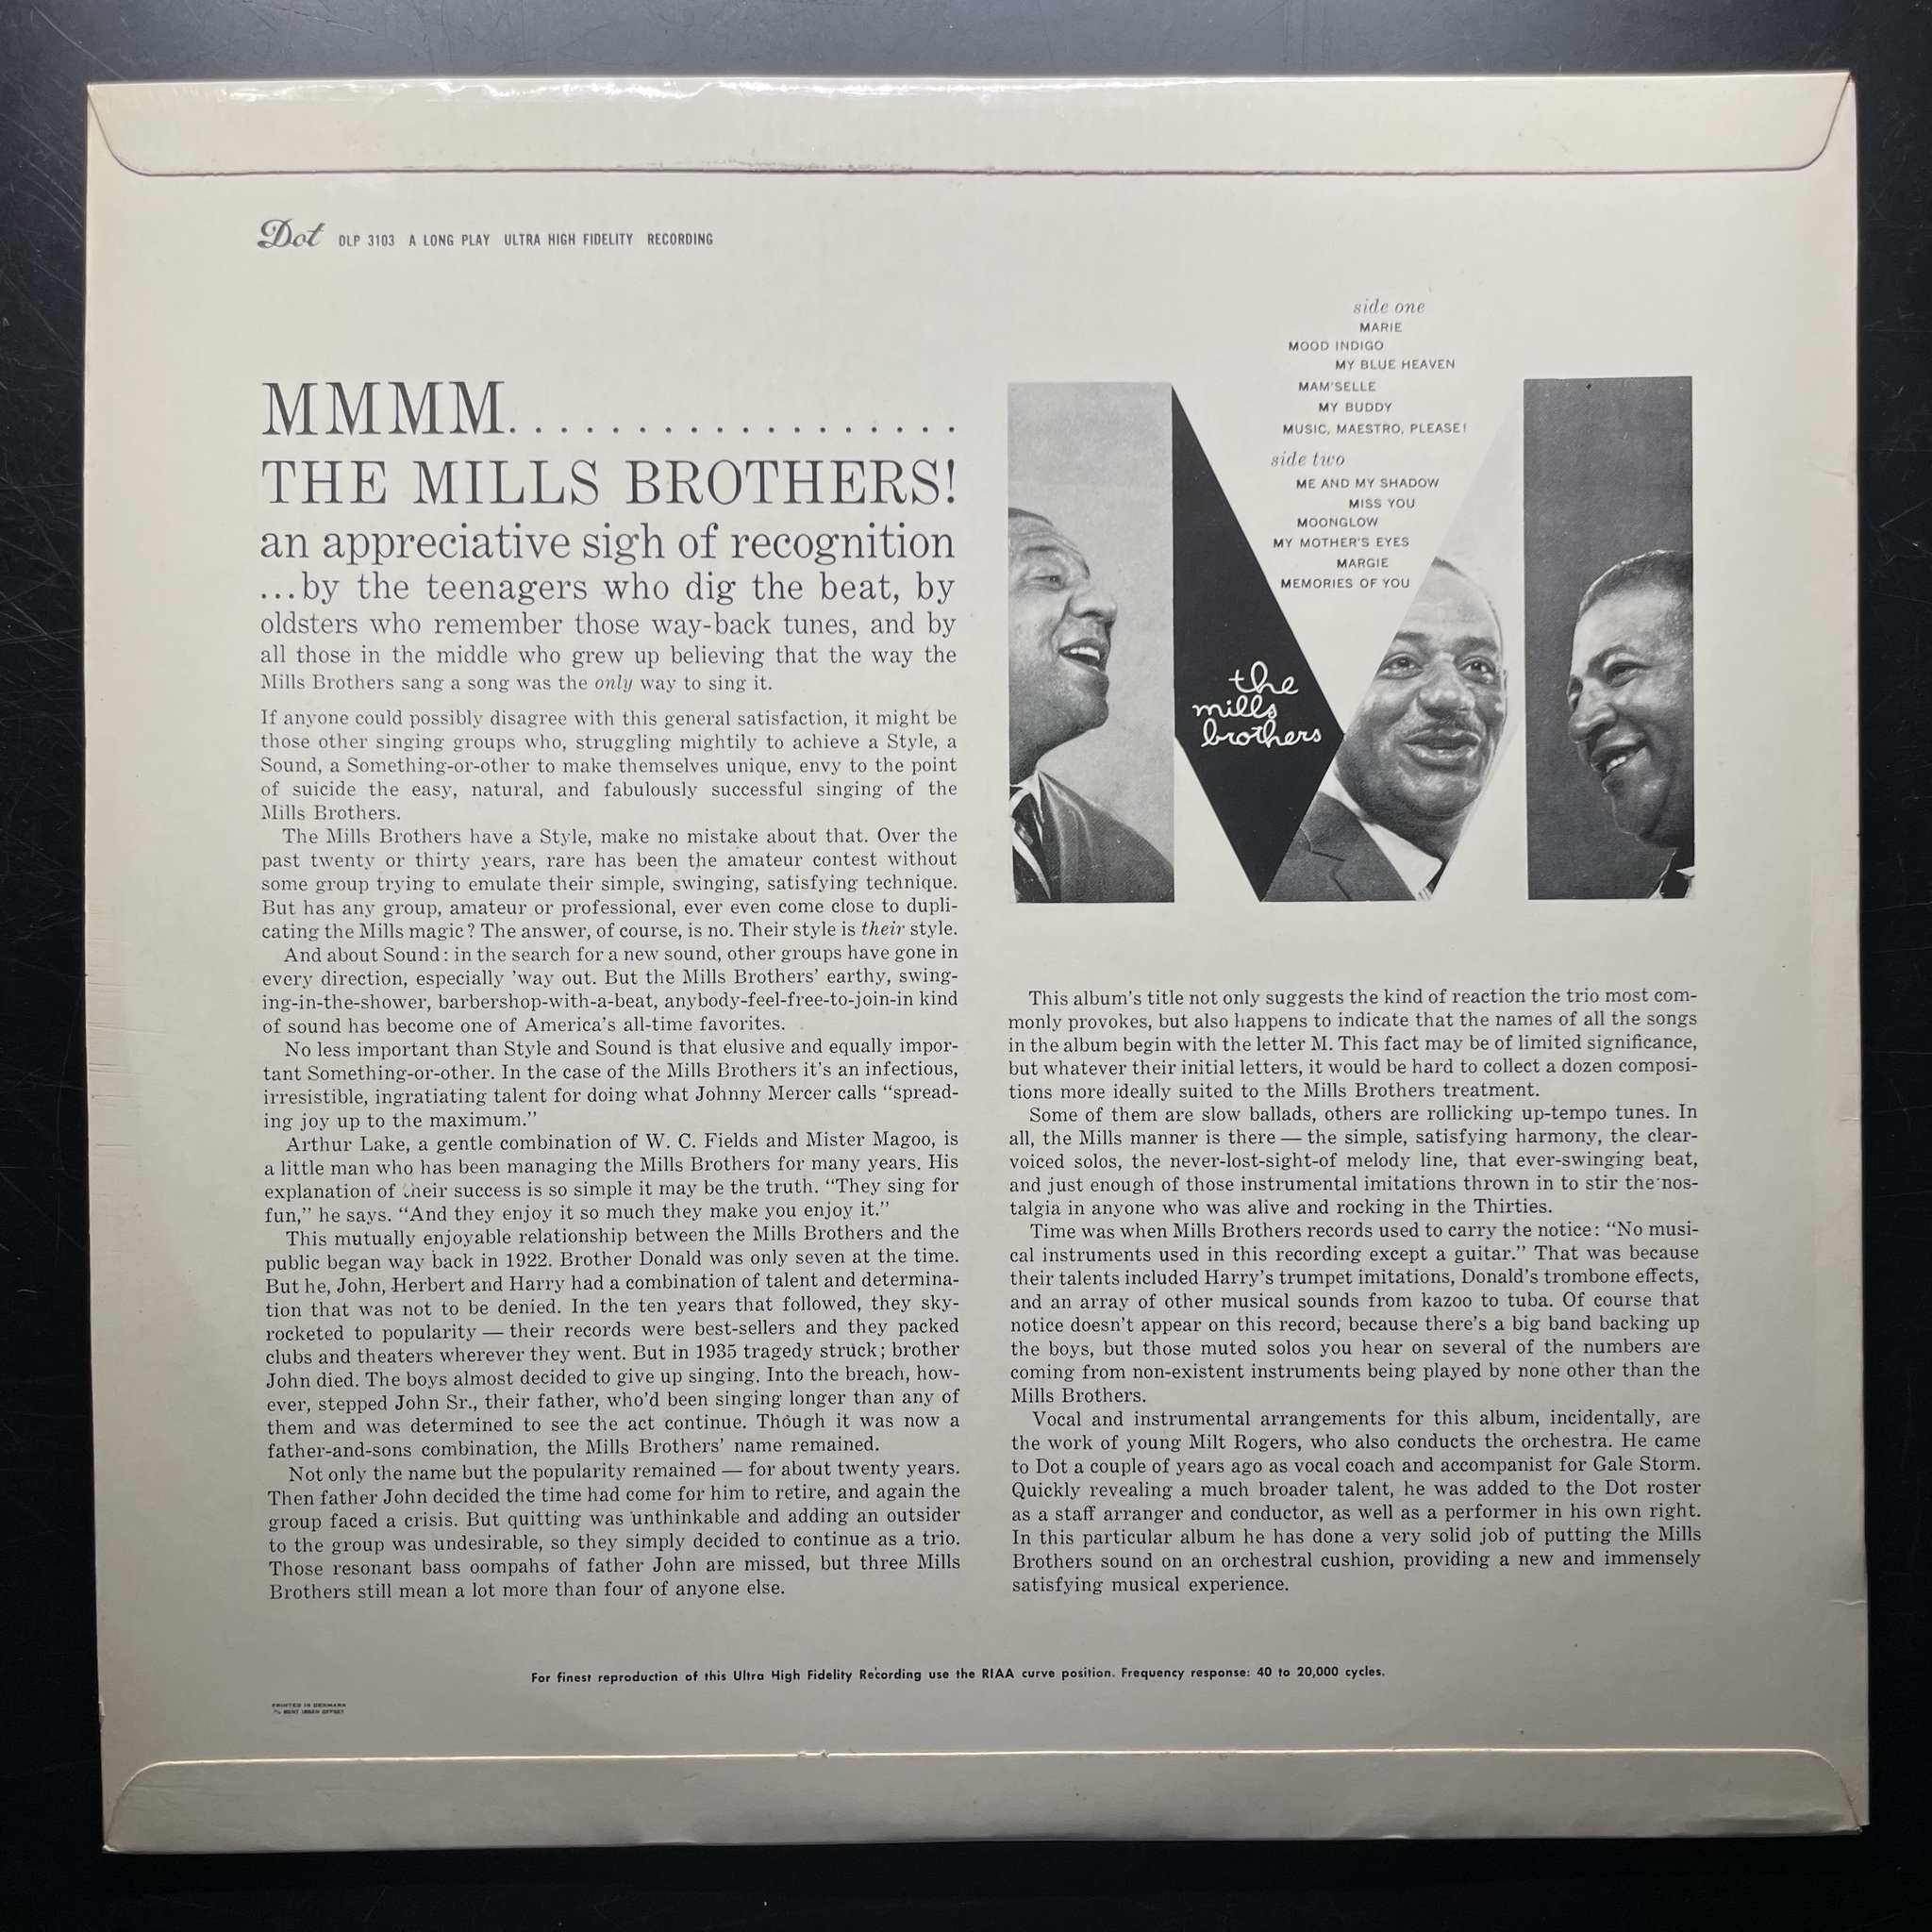 Dot DLP 3103 A LONG PLAY ULTRA HIGH FIDELITY RECORDING
MMMM...................
THE MILLS BROTHERS!
an appreciative sigh of recognition
...by the teenagers who dig the beat, by
oldsters who remember those way-back tunes, and by
all those in the middle who grew up believing that the way the
Mills Brothers sang a song was the only way to sing it.
If anyone could possibly disagree with this general satisfaction, it might be
those other singing groups who, struggling mightily to achieve a Style, a
Sound, a Something-or-other to make themselves unique, envy to the point
of suicide the easy, natural, and fabulously successful singing of the
Mills Brothers.
The Mills Brothers have a Style, make no mistake about that. Over the
past twenty or thirty years, rare has been the amateur contest without
some group trying to emulate their simple, swinging, satisfying technique.
But has any group, amateur or professional, ever even come close to dupli-
cating the Mills magic? The answer, of course, is no. Their style is their style.
And about Sound: in the search for a new sound, other groups have gone in
every direction, especially 'way out. But the Mills Brothers' earthy, swing-
ing-in-the-shower, barbershop-with-a-beat, anybody-feel-free-to-join-in kind
of sound has become one of America's all-time favorites.
No less important than Style and Sound is that elusive and equally impor-
tant Something-or-other. In the case of the Mills Brothers it's an infectious,
irresistible, ingratiating talent for doing what Johnny Mercer calls "spread-
ing joy up to the maximum."
Arthur Lake, a gentle combination of W. C. Fields and Mister Magoo, is
a little man who has been managing the Mills Brothers for many years. His
explanation of their success is so simple it may be the truth. "They sing for
fun," he says. "And they enjoy it so much they make you enjoy it."
This mutually enjoyable relationship between the Mills Brothers and the
public began way back in 1922. Brother Donald was only seven at the time.
But he, John, Herbert and Harry had a combination of talent and determina-
tion that was not to be denied. In the ten years that followed, they sky-
rocketed to popularity — their records were best-sellers and they packed
clubs and theaters wherever they went. But in 1935 tragedy struck; brother
John died. The boys almost decided to give up singing. Into the breach, how-
ever, stepped John Sr., their father, who'd been singing longer than any of
them and was determined to see the act continue. Though it was now a
father-and-sons combination, the Mills Brothers' name remained.
Not only the name but the popularity remained — for about twenty years.
Then father John decided the time had come for him to retire, and again the
group faced a crisis. But quitting was unthinkable and adding an outsider
to the group was undesirable, so they simply decided to continue as a trio.
Those resonant bass oompahs of father John are missed, but three Mills
Brothers still mean a lot more than four of anyone else.
side one
MARIE
MOOD INDIGO
MY BLUE HEAVEN
MAM'SELLE
MY BUDDY
MUSIC, MAESTRO, PLEASE!
side two
ME AND MY SHADOW
MISS YOU
MOONGLOW
MY MOTHER'S EYES
MARGIE
MEMORIES OF YOU
the
mills
brothers
This album's title not only suggests the kind of reaction the trio most com-
monly provokes, but also happens to indicate that the names of all the songs
in the album begin with the letter M. This fact may be of limited significance,
but whatever their initial letters, it would be hard to collect a dozen composi-
tions more ideally suited to the Mills Brothers treatment.
Some of them are slow ballads, others are rollicking up-tempo tunes. In
all, the Mills manner is there — the simple, satisfying harmony, the clear-
voiced solos, the never-lost-sight-of melody line, that ever-swinging beat,
and just enough of those instrumental imitations thrown in to stir the nos-
talgia in anyone who was alive and rocking in the Thirties.
Time was when Mills Brothers records used to carry the notice: "No musi-
cal instruments used in this recording except a guitar." That was because
their talents included Harry's trumpet imitations, Donald's trombone effects,
and an array of other musical sounds from kazoo to tuba. Of course that
notice doesn't appear on this record, because there's a big band backing up
the boys, but those muted solos you hear on several of the numbers are
coming from non-existent instruments being played by none other than the
Mills Brothers.
Vocal and instrumental arrangements for this album, incidentally, are
the work of young Milt Rogers, who also conducts the orchestra. He came
to Dot a couple of years ago as vocal coach and accompanist for Gale Storm.
Quickly revealing a much broader talent, he was added to the Dot roster
as a staff arranger and conductor, as well as a performer in his own right.
In this particular album he has done a very solid job of putting the Mills
Brothers sound on an orchestral cushion, providing a new and immensely
satisfying musical experience.
For finest reproduction of this Ultra High Fidelity Recording use the RIAA curve position. Frequency response: 40 to 20,000 cycles.
PRINTED IN DENMARK
BENT IBSEN OFFSET